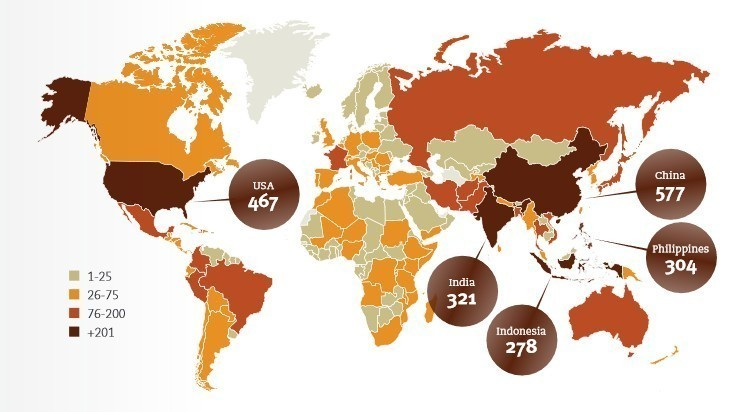 USA
467
China
577
Philippines
304
India
321
Indonesia
278
1-25
26-75
76-200
+201